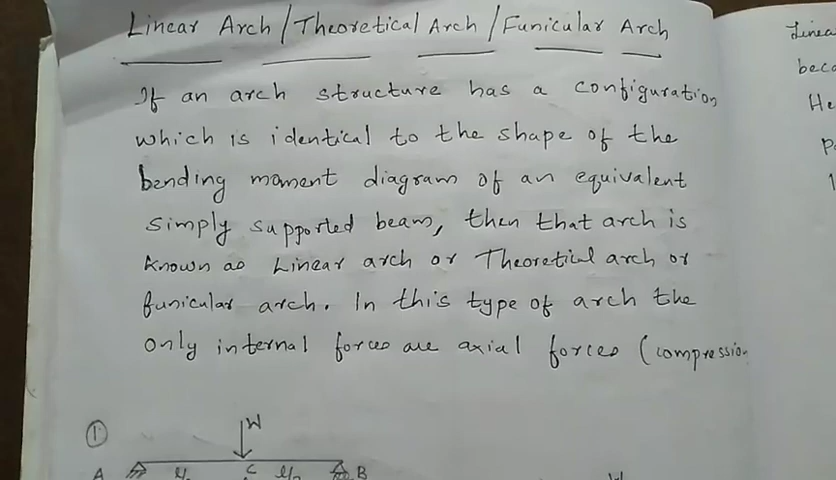 Linear Arch/Theoretical Arch/Funicular Arch
If an arch structure has a configuration
which is identical to the shape of the
bending moment diagram of an equivalent
simply supported beam, then that arch is
known as Linear arch or Theoretical arch or
funicular arch. In this type of arch the
only internal forces are axial forces (compression
① W
A C B
Linea
beca
He